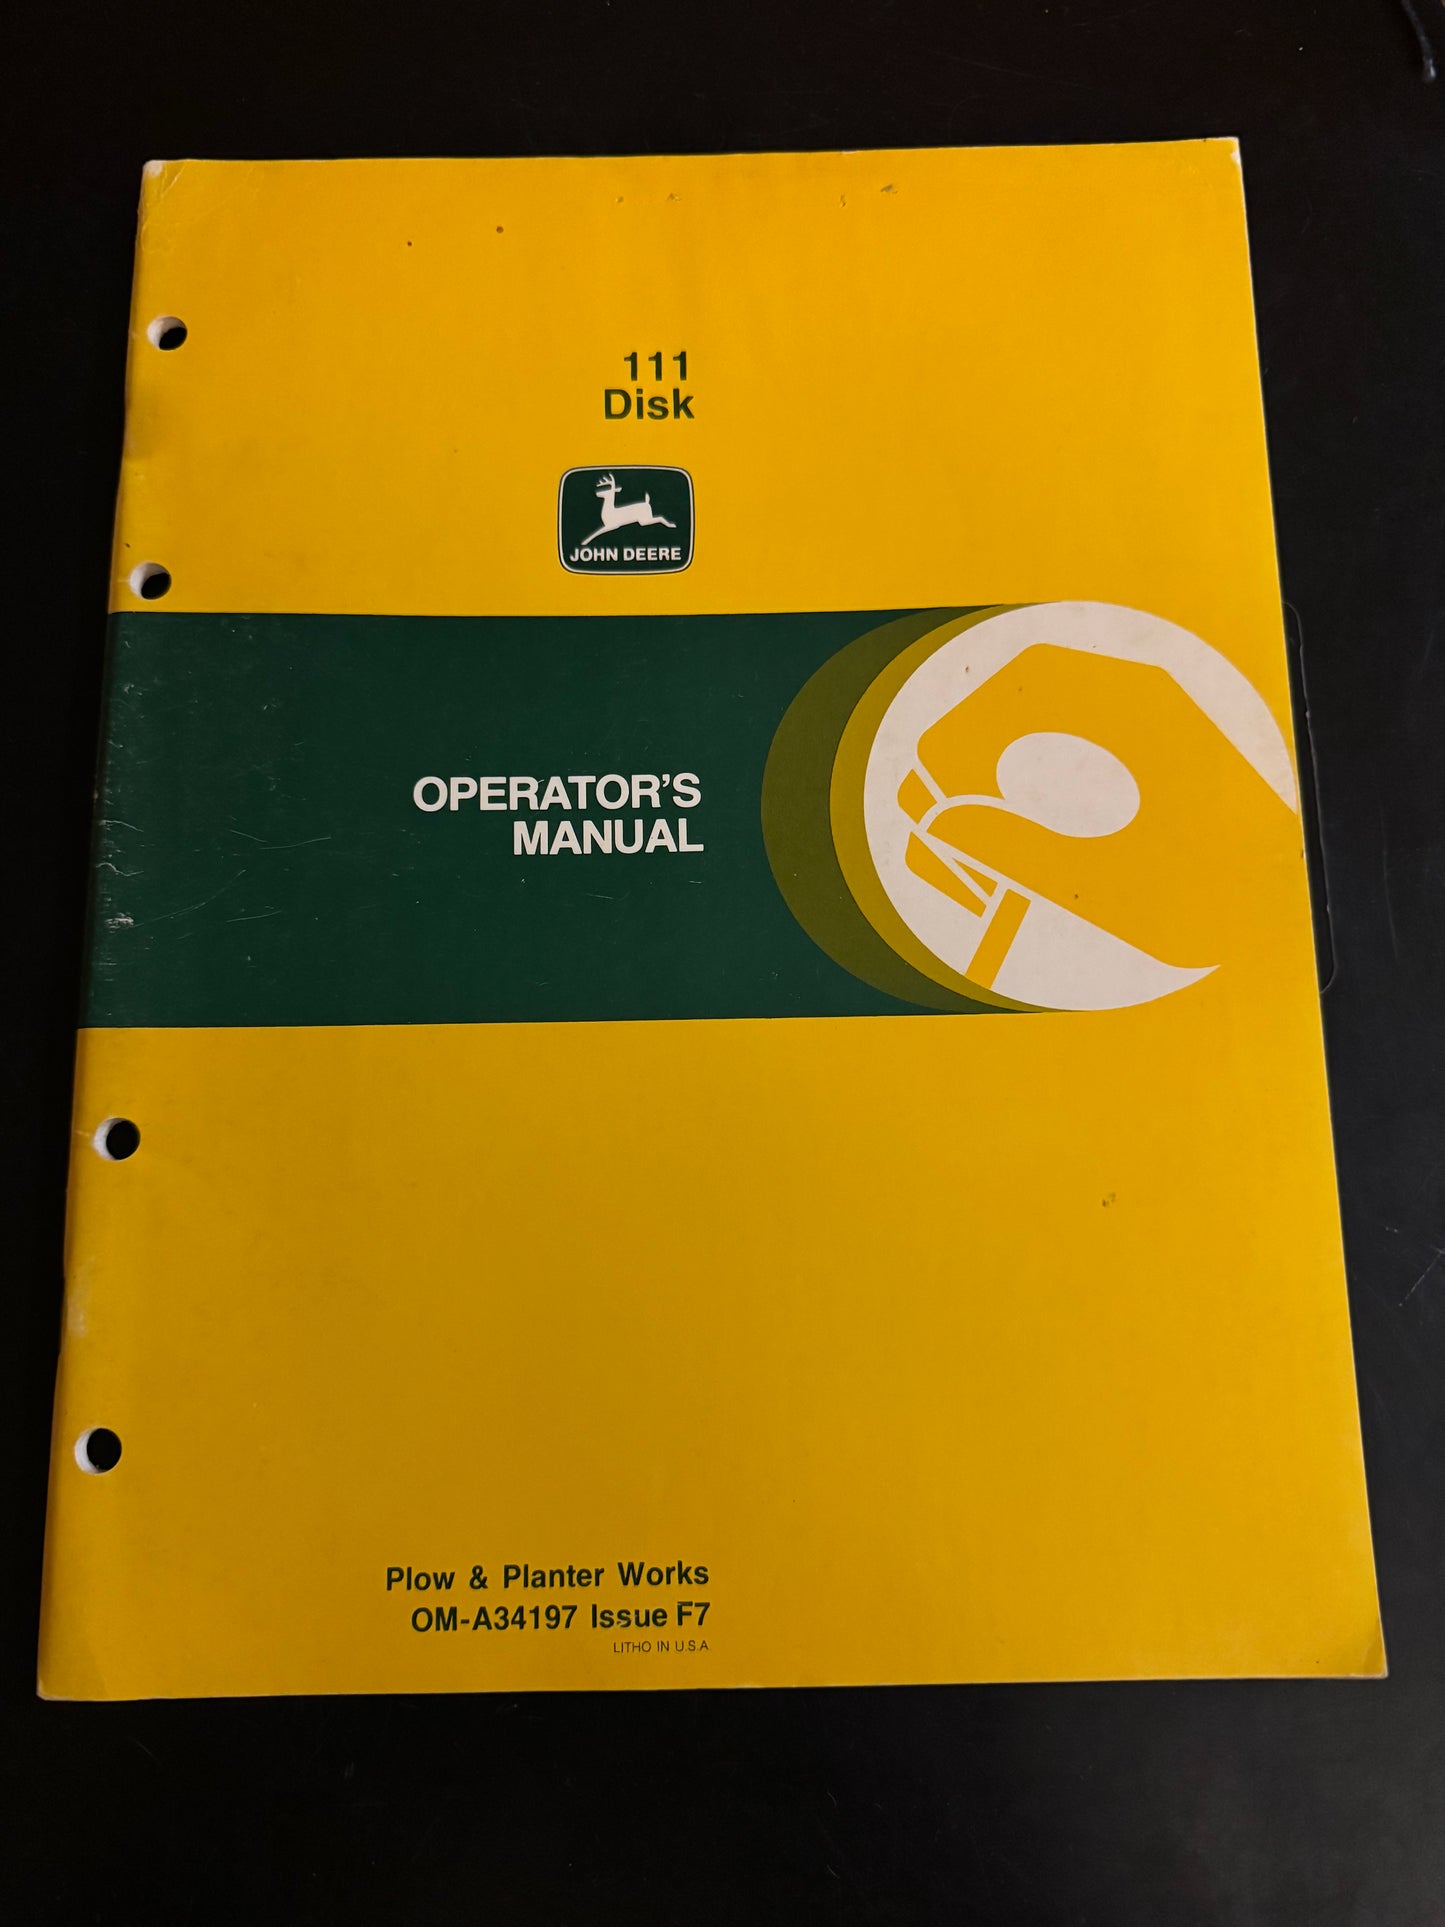 111
Disk
JOHN DEERE
OPERATOR'S
MANUAL
Plow & Planter Works
OM-A34197 Issue F7
LITHO IN U.S.A